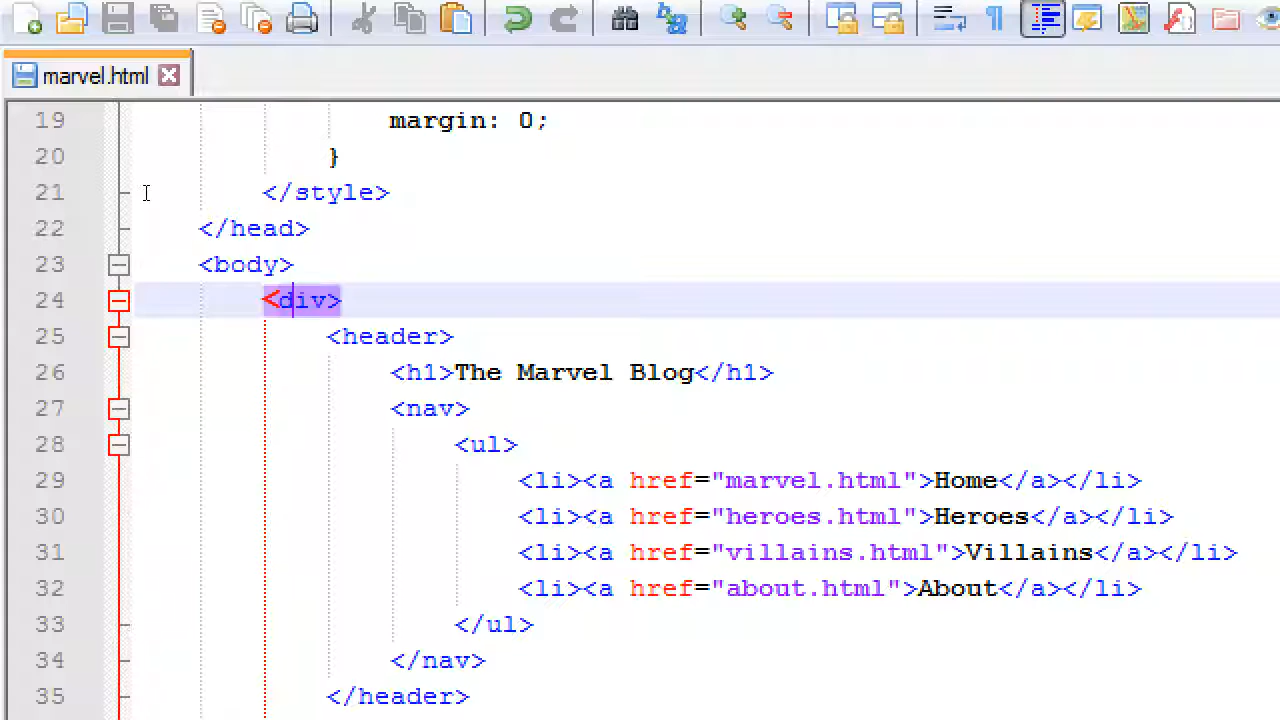 marvel.html
19 margin: 0;
20 }
21 </style>
22 </head>
23 <body>
24 <div>
25 <header>
26 <h1>The Marvel Blog</h1>
27 <nav>
28 <ul>
29 <li><a href="marvel.html">Home</a></li>
30 <li><a href="heroes.html">Heroes</a></li>
31 <li><a href="villains.html">Villains</a></li>
32 <li><a href="about.html">About</a></li>
33 </ul>
34 </nav>
35 </header>